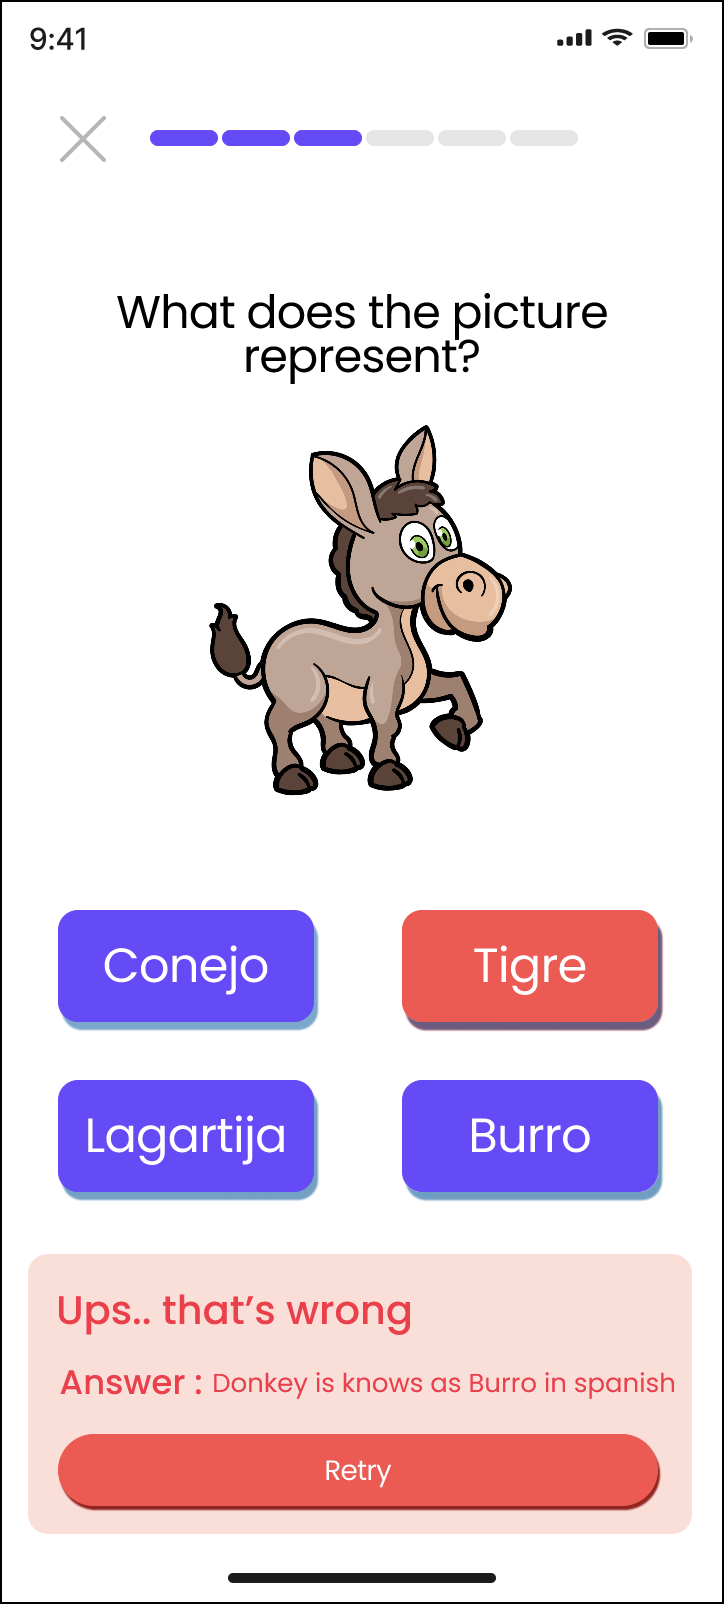 9:41
What does the picture
represent?
Conejo
Tigre
Lagartija
Burro
Ups.. that’s wrong
Answer : Donkey is knows as Burro in spanish
Retry